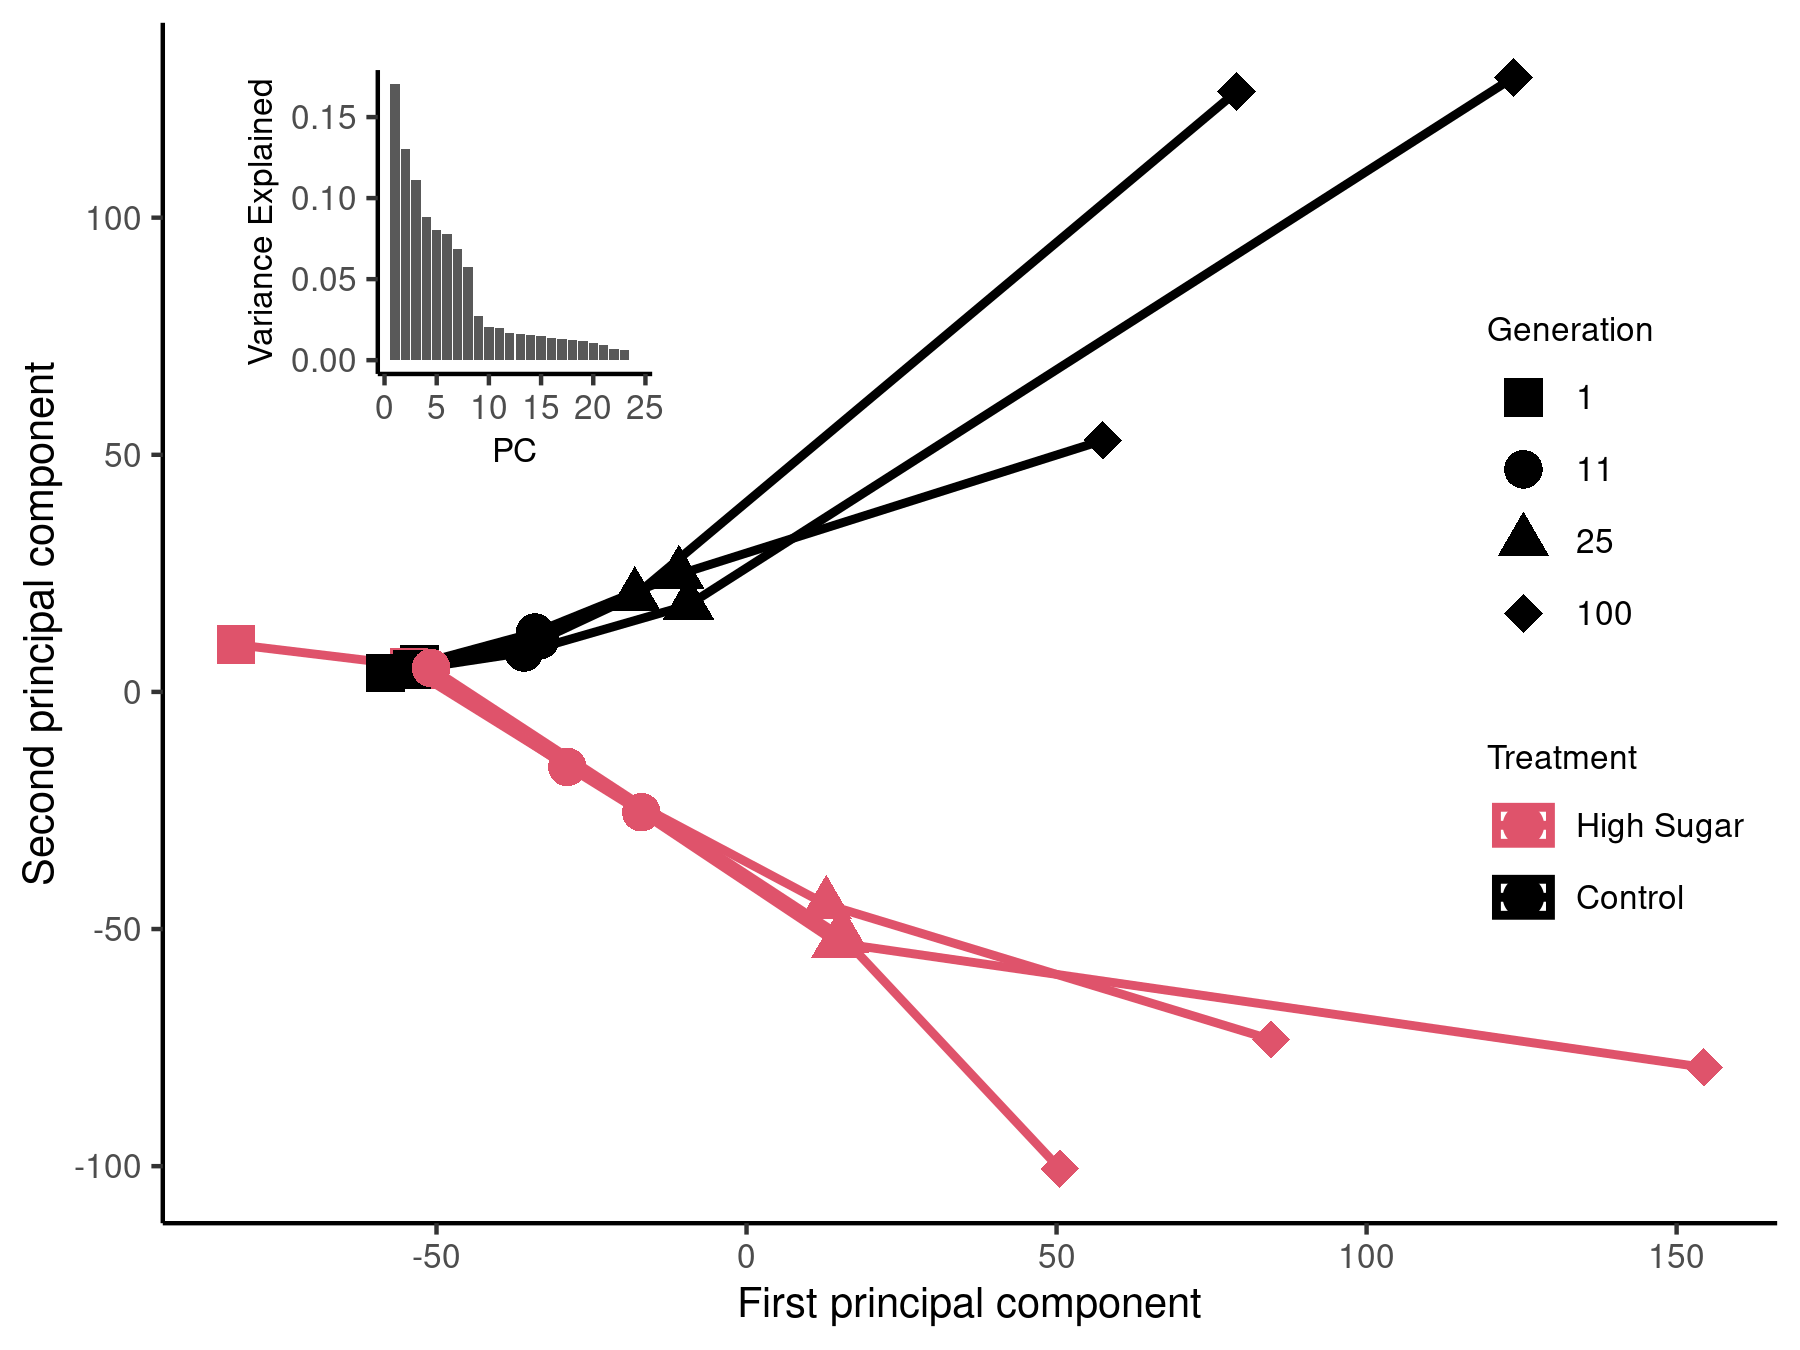 Variance Explained
0.15
0.10
0.05
0.00
0 5 10 15 20 25
PC
Second principal component
100
50
0
-50
-100
-50 0 50 100 150
First principal component
Generation
1
11
25
100
Treatment
High Sugar
Control